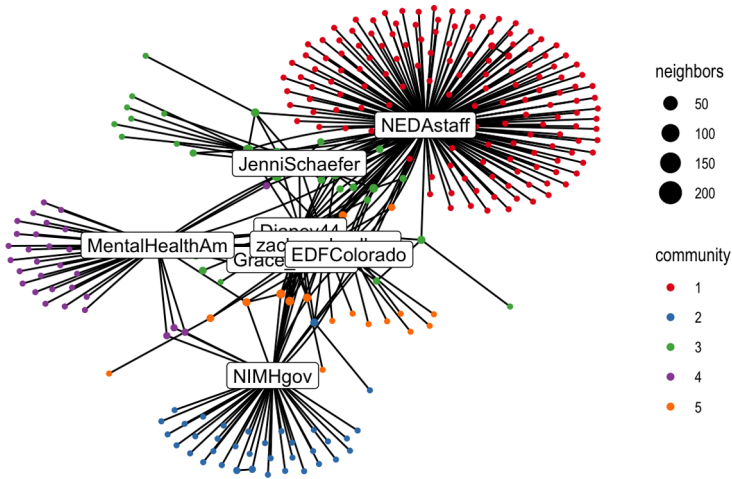 NEDAstaff
JenniSchaefer
MentalHealthAm
EDFColorado
NIMHgov
neighbors
50
100
150
200
community
1
2
3
4
5